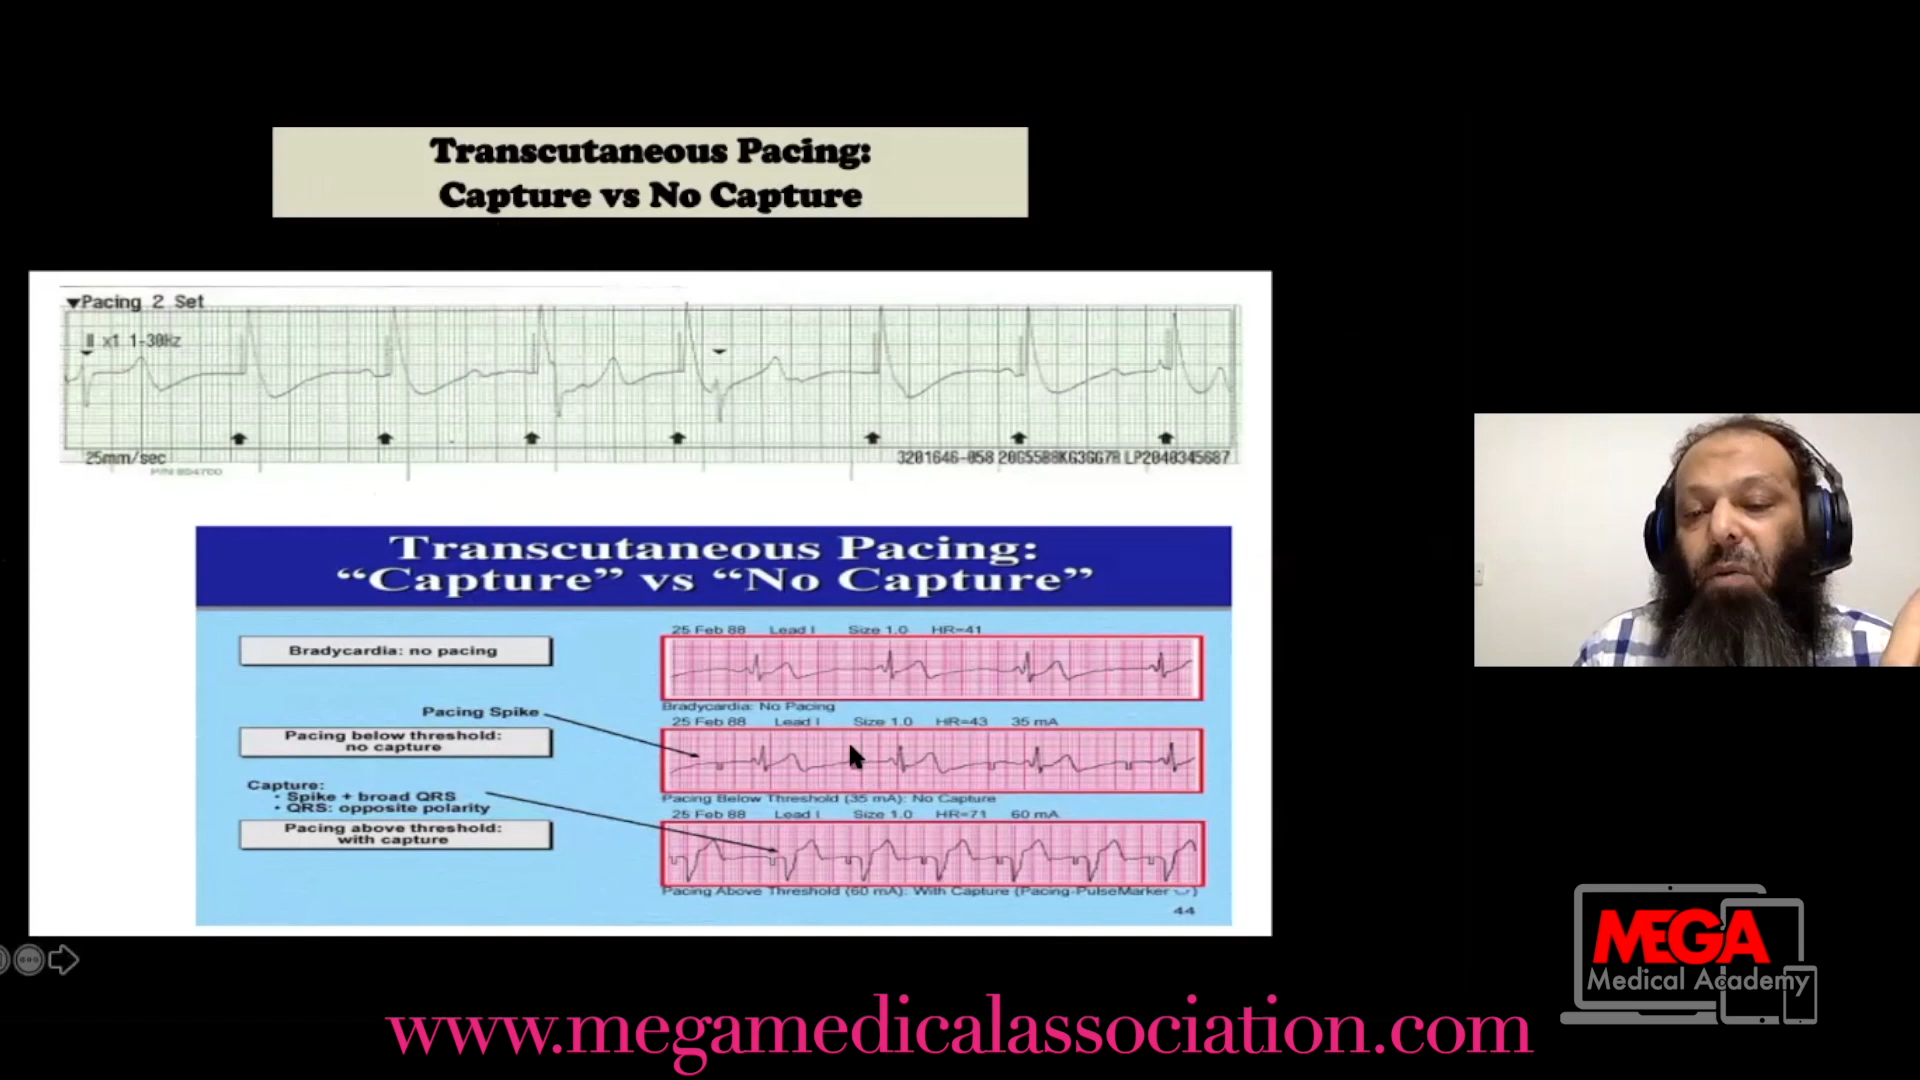 Transcutaneous Pacing:
Capture vs No Capture
▼Pacing 2 Set
II x1 1-30Hz
25mm/sec
P/N 804700
Transcutaneous Pacing:
“Capture” vs “No Capture”
25 Feb 88 Lead I Size 1.0 HR=41
Bradycardia: no pacing
Bradycardia: No Pacing
Pacing Spike
25 Feb 88 Lead I Size 1.0 HR=43 35 mA
Pacing below threshold:
no capture
Capture:
• Spike + broad QRS
• QRS: opposite polarity
Pacing Below Threshold (35 mA): No Capture
25 Feb 88 Lead I Size 1.0 HR=71 60 mA
Pacing above threshold:
with capture
Pacing Above Threshold (60 mA): With Capture (Pacing-PulseMarker )
44
MEGA
Medical Academy
www.megamedicalassociation.com